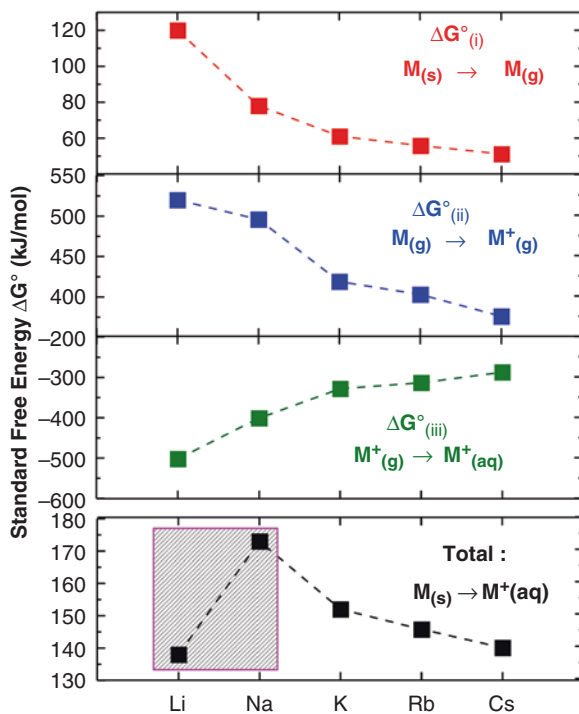 Standard Free Energy ΔG° (kJ/mol)
120
100
80
60
ΔG°(i)
M(s) → M(g)
550
500
450
400
ΔG°(ii)
M(g) → M⁺(g)
−200
−300
−400
−500
−600
ΔG°(iii)
M⁺(g) → M⁺(aq)
180
170
160
150
140
130
Total :
M(s) → M⁺(aq)
Li Na K Rb Cs